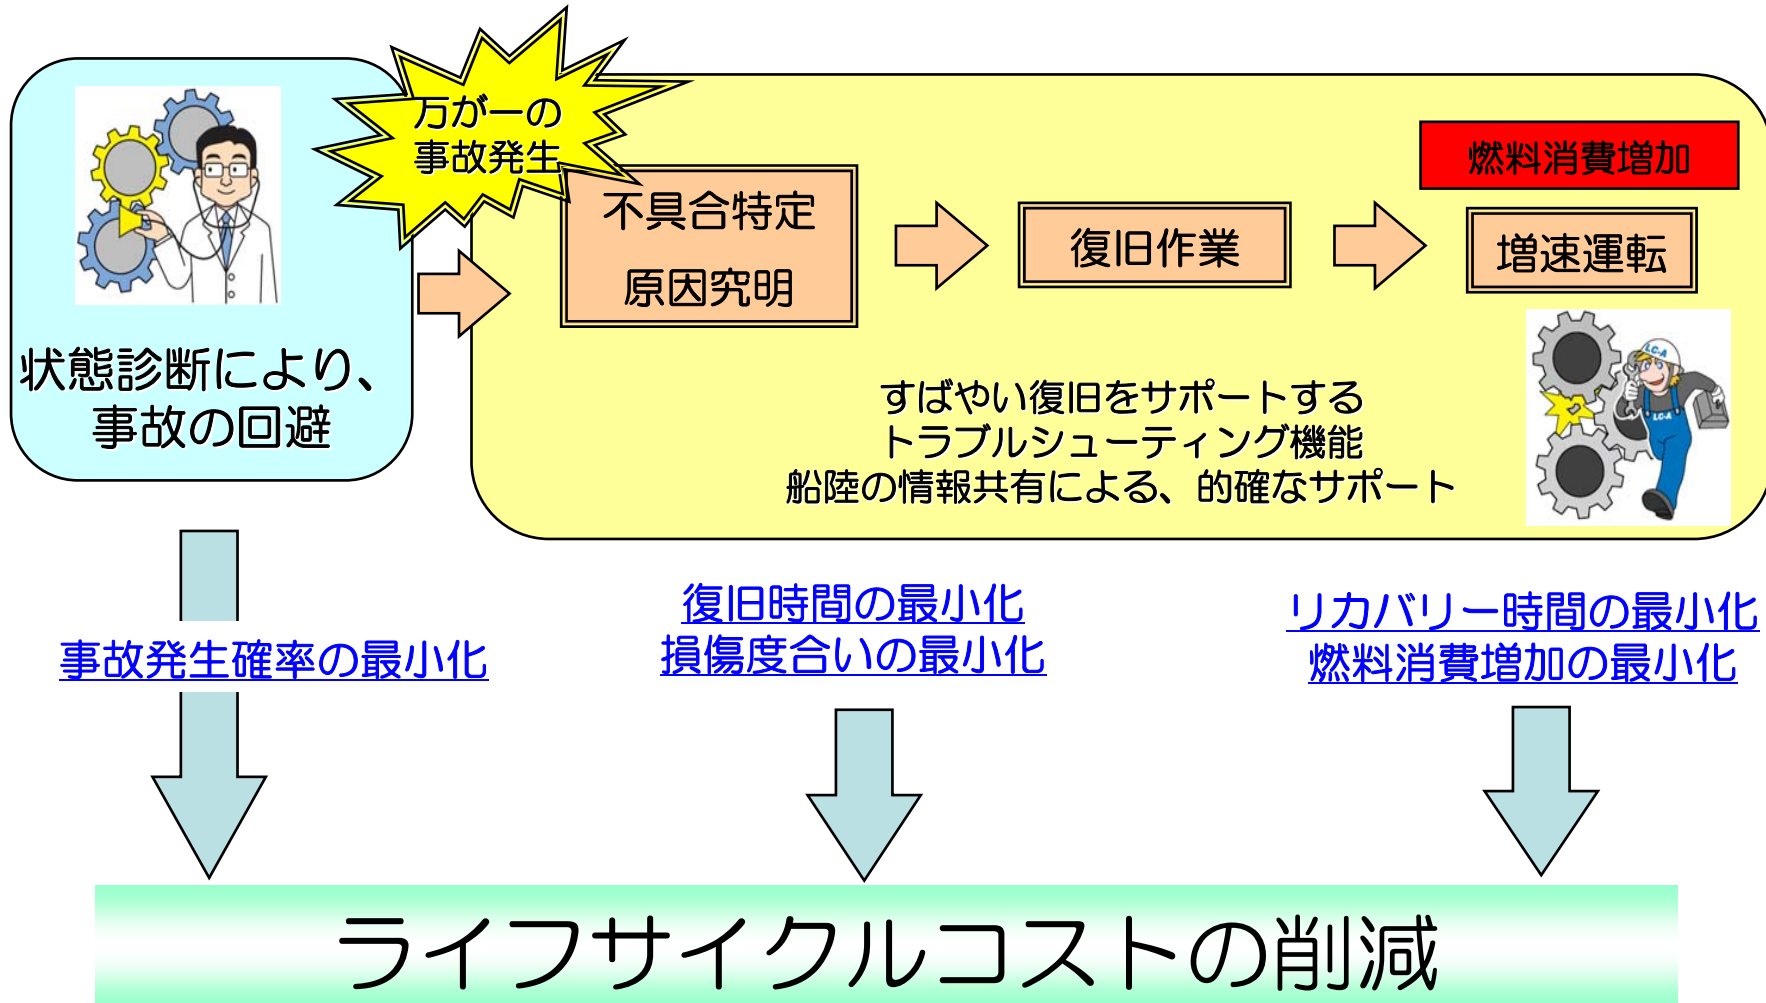 万が一の
事故発生
状態診断により、
事故の回避
不具合特定
原因究明
復旧作業
燃料消費増加
増速運転
すばやい復旧をサポートする
トラブルシューティング機能
船陸の情報共有による、的確なサポート
LC-A
LC-A
事故発生確率の最小化
復旧時間の最小化
損傷度合いの最小化
リカバリー時間の最小化
燃料消費増加の最小化
ライフサイクルコストの削減